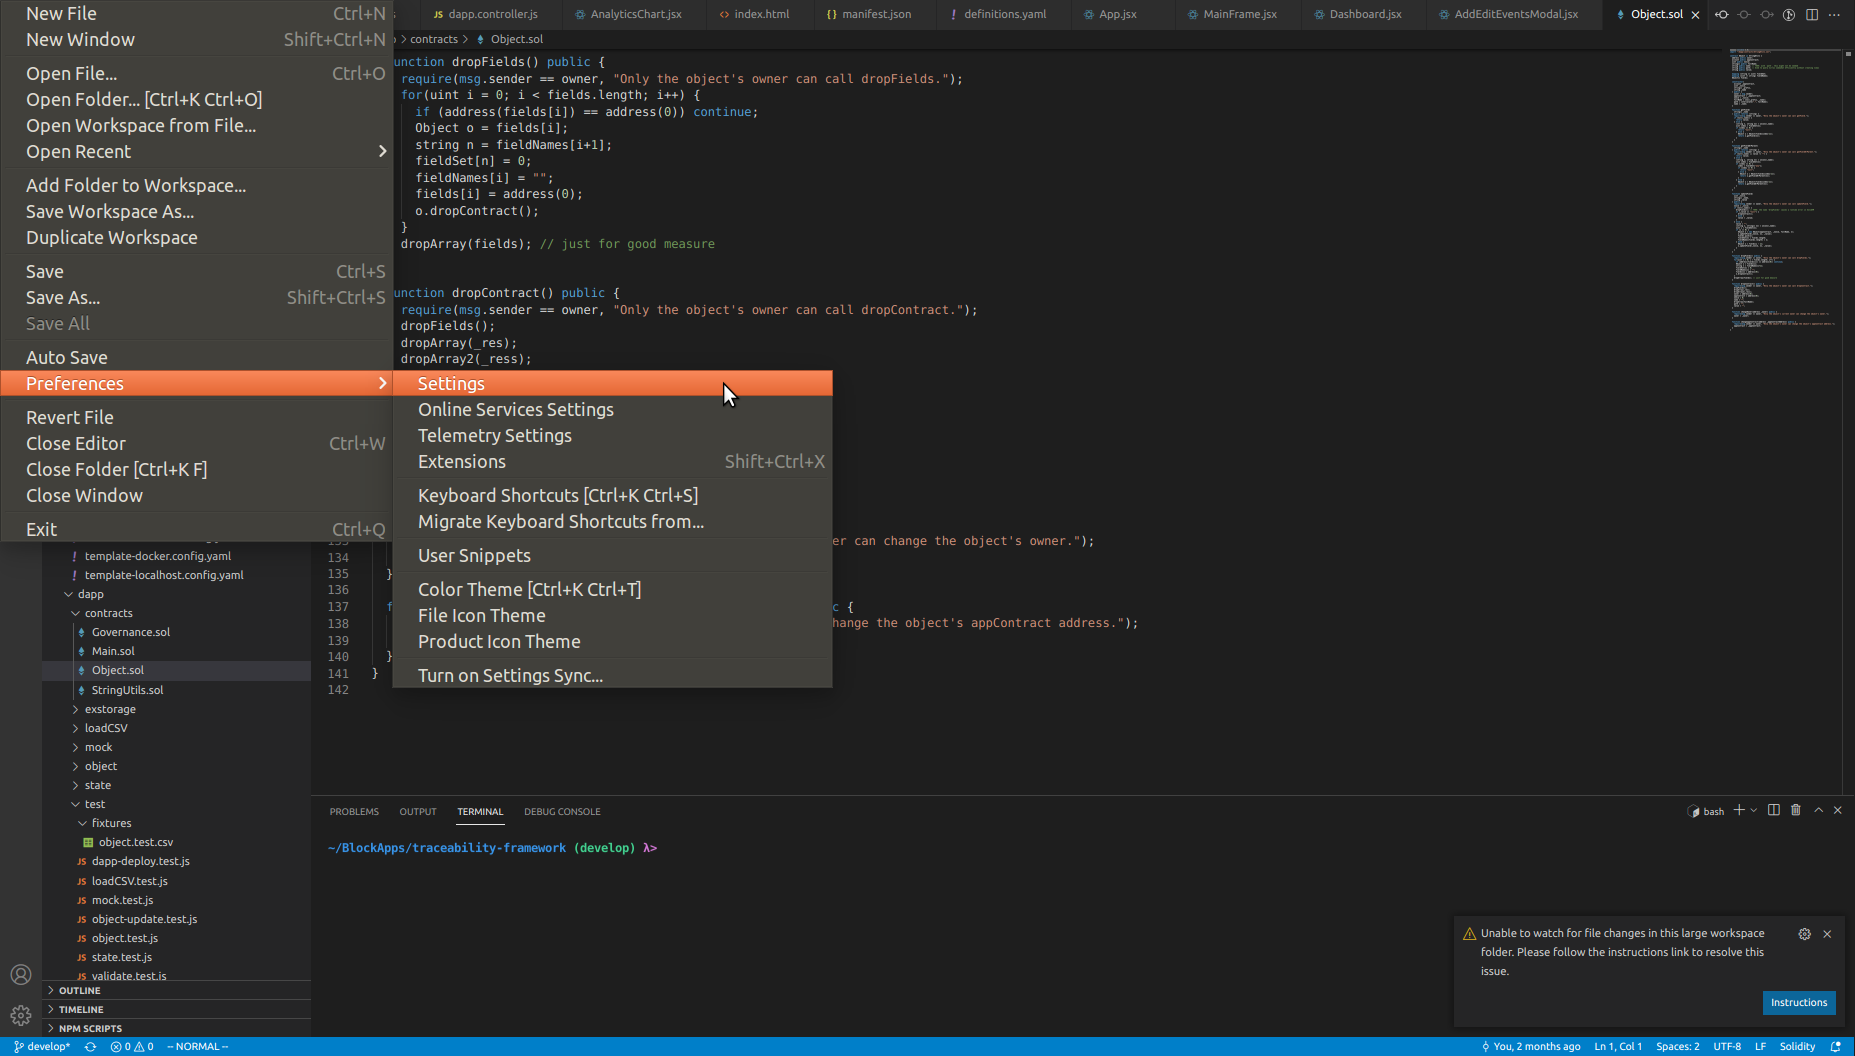 New File Ctrl+N
New Window Shift+Ctrl+N
Open File... Ctrl+O
Open Folder... [Ctrl+K Ctrl+O]
Open Workspace from File...
Open Recent
Add Folder to Workspace...
Save Workspace As...
Duplicate Workspace
Save Ctrl+S
Save As... Shift+Ctrl+S
Save All
Auto Save
Preferences
Revert File
Close Editor Ctrl+W
Close Folder [Ctrl+K F]
Close Window
Exit Ctrl+Q
Settings
Online Services Settings
Telemetry Settings
Extensions Shift+Ctrl+X
Keyboard Shortcuts [Ctrl+K Ctrl+S]
Migrate Keyboard Shortcuts from...
User Snippets
Color Theme [Ctrl+K Ctrl+T]
File Icon Theme
Product Icon Theme
Turn on Settings Sync...
JS dapp.controller.js AnalyticsChart.jsx <> index.html {} manifest.json ! definitions.yaml App.jsx MainFrame.jsx Dashboard.jsx AddEditEventsModal.jsx Object.sol
> contracts > Object.sol
unction dropFields() public {
require(msg.sender == owner, "Only the object's owner can call dropFields.");
for(uint i = 0; i < fields.length; i++) {
if (address(fields[i]) == address(0)) continue;
Object o = fields[i];
string n = fieldNames[i+1];
fieldSet[n] = 0;
fieldNames[i] = "";
fields[i] = address(0);
o.dropContract();
}
dropArray(fields); // just for good measure
unction dropContract() public {
require(msg.sender == owner, "Only the object's owner can call dropContract.");
dropFields();
dropArray(_res);
dropArray2(_ress);
133 er can change the object's owner.");
134
135 }
136
137 f c {
138 hange the object's appContract address.");
139
140 }
141 }
142
! template-docker.config.yaml
! template-localhost.config.yaml
dapp
contracts
Governance.sol
Main.sol
Object.sol
StringUtils.sol
exstorage
loadCSV
mock
object
state
test
fixtures
object.test.csv
JS dapp-deploy.test.js
JS loadCSV.test.js
JS mock.test.js
JS object-update.test.js
JS object.test.js
JS state.test.js
JS validate.test.js
OUTLINE
TIMELINE
NPM SCRIPTS
PROBLEMS OUTPUT TERMINAL DEBUG CONSOLE
bash
~/BlockApps/traceability-framework (develop) λ>
Unable to watch for file changes in this large workspace
folder. Please follow the instructions link to resolve this
issue.
Instructions
develop* 0 0 -- NORMAL -- You, 2 months ago Ln 1, Col 1 Spaces: 2 UTF-8 LF Solidity